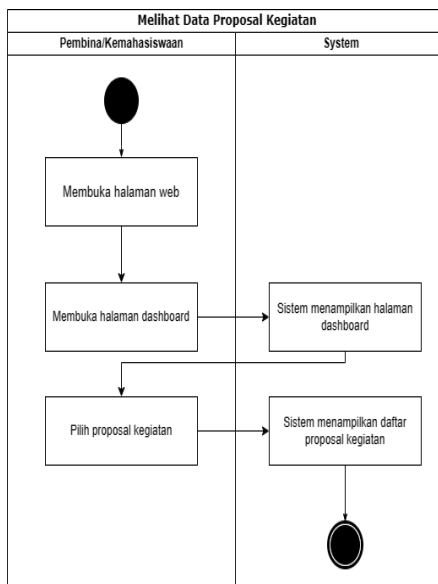 Melihat Data Proposal Kegiatan
Pembina/Kemahasiswaan
System
Membuka halaman web
Membuka halaman dashboard
Sistem menampilkan halaman
dashboard
Pilih proposal kegiatan
Sistem menampilkan daftar
proposal kegiatan